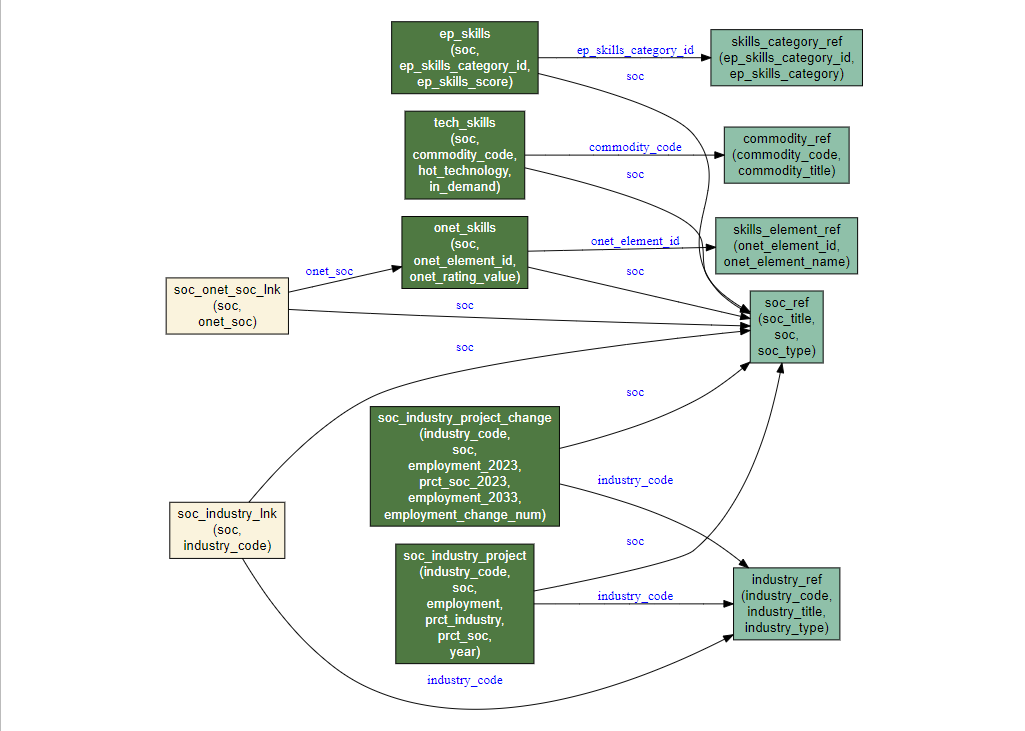 ep_skills
(soc,
ep_skills_category_id,
ep_skills_score)
ep_skills_category_id
skills_category_ref
(ep_skills_category_id,
ep_skills_category)
soc
tech_skills
(soc,
commodity_code,
hot_technology,
in_demand)
commodity_code
commodity_ref
(commodity_code,
commodity_title)
soc
onet_skills
(soc,
onet_element_id,
onet_rating_value)
onet_element_id
skills_element_ref
(onet_element_id,
onet_element_name)
soc
soc_onet_soc_lnk
(soc,
onet_soc)
onet_soc
soc
soc_ref
(soc_title,
soc,
soc_type)
soc
soc_industry_project_change
(industry_code,
soc,
employment_2023,
prct_soc_2023,
employment_2033,
employment_change_num)
soc
industry_code
soc_industry_lnk
(soc,
industry_code)
soc_industry_project
(industry_code,
soc,
employment,
prct_industry,
prct_soc,
year)
soc
industry_code
industry_ref
(industry_code,
industry_title,
industry_type)
industry_code